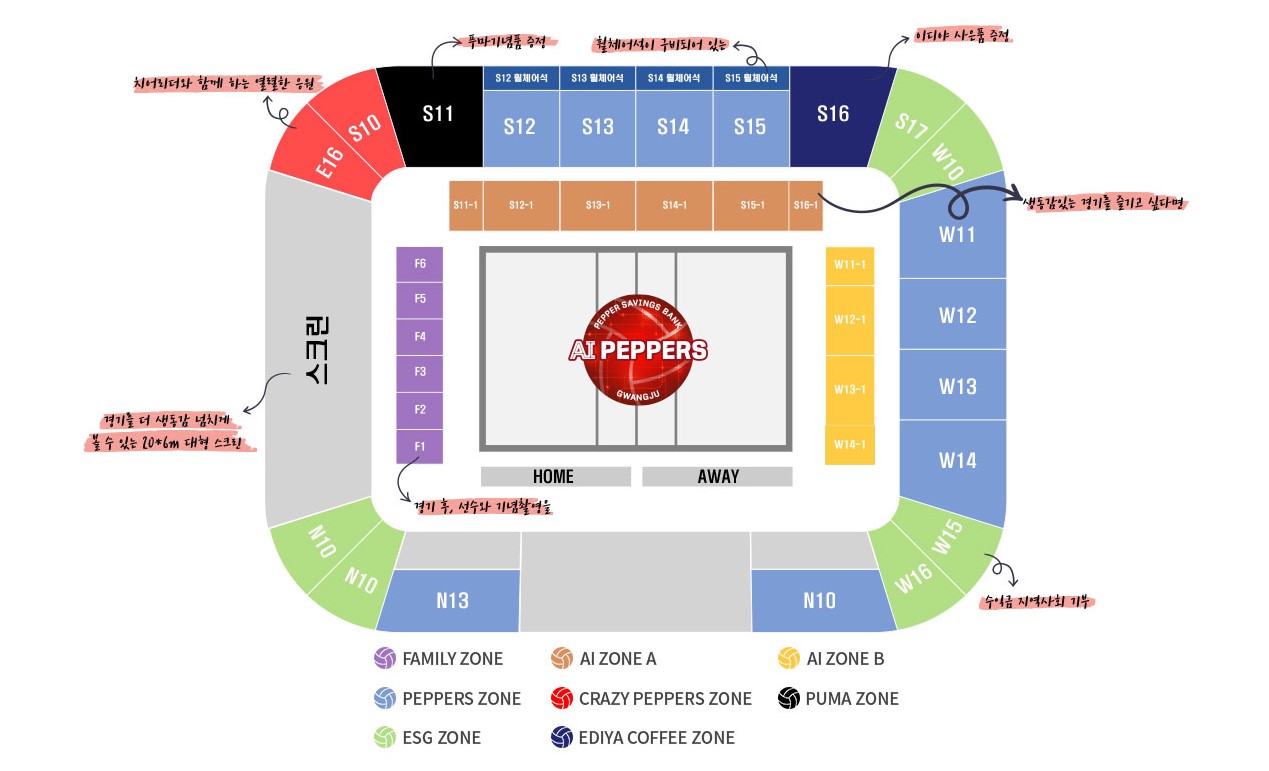 이디야 사은품 증정
푸마기념품 증정
휠체어석이 구비되어 있는
치어리더와 함께 하는 열렬한 응원
S12 휠체어석
S13 휠체어석
S14 휠체어석
S15 휠체어석
S11
S12
S13
S14
S15
S16
S10
E16
S17
W10
S11-1
S12-1
S13-1
S14-1
S15-1
S16-1
생동감있는 경기를 즐기고 싶다면
W11
W12
W13
W14
F6
F5
F4
F3
F2
F1
W11-1
W12-1
W13-1
W14-1
PEPPER SAVINGS BANK
AI PEPPERS
GWANGJU
스크린
경기를 더 생동감 넘치게
볼 수 있는 20*6m 대형 스크린
HOME
AWAY
경기 후, 선수와 기념촬영을
N10
N10
W15
W16
수익금 지역사회 기부
N13
N10
FAMILY ZONE
AI ZONE A
AI ZONE B
PEPPERS ZONE
CRAZY PEPPERS ZONE
PUMA ZONE
ESG ZONE
EDIYA COFFEE ZONE